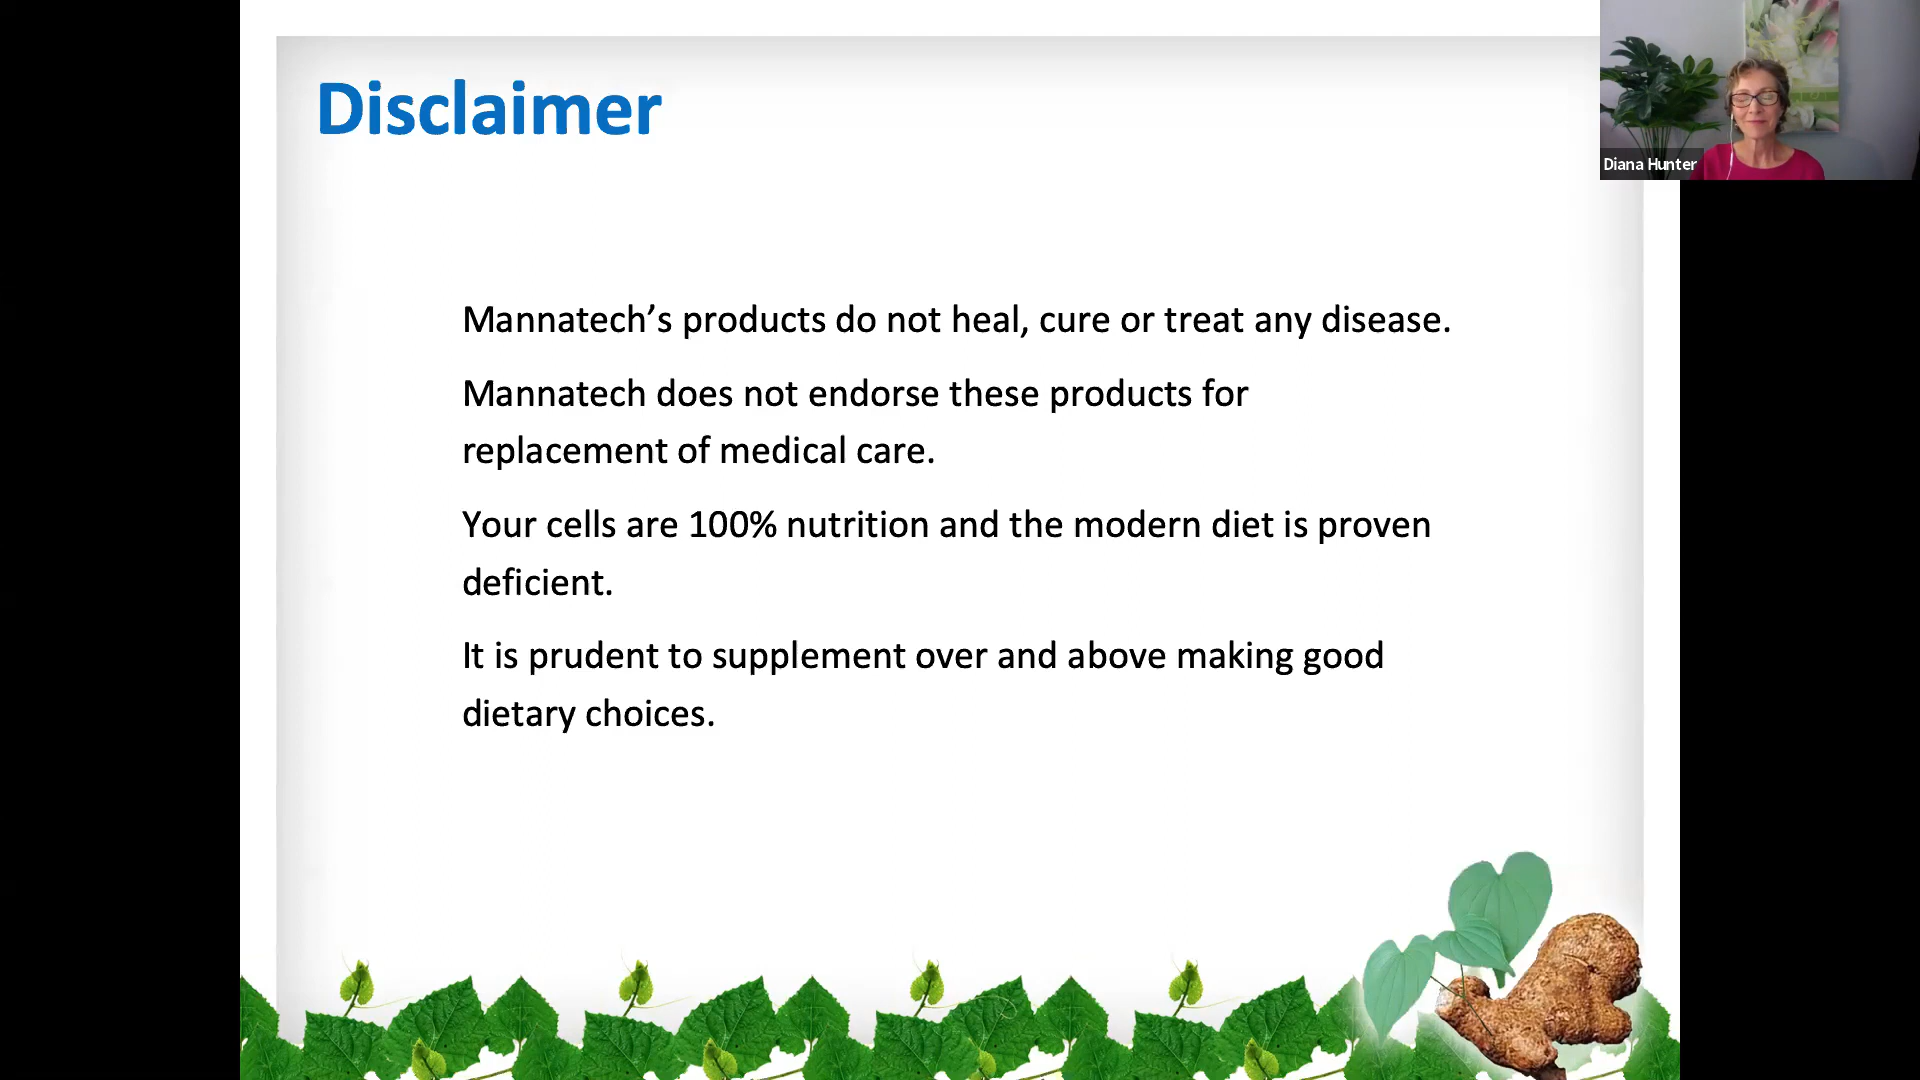 Disclaimer
Diana Hunter
Mannatech’s products do not heal, cure or treat any disease.
Mannatech does not endorse these products for
replacement of medical care.
Your cells are 100% nutrition and the modern diet is proven
deficient.
It is prudent to supplement over and above making good
dietary choices.